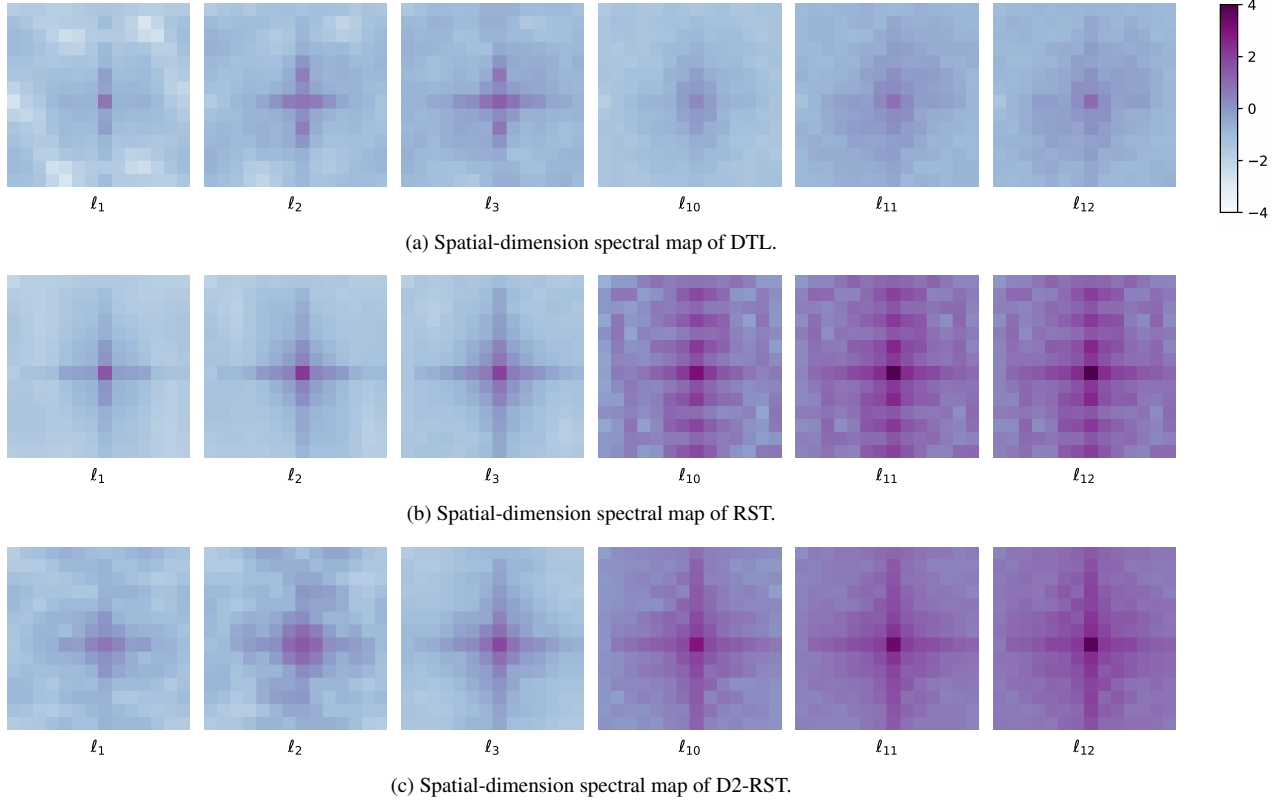 4
2
0
−2
−4
ℓ1 ℓ2 ℓ3 ℓ10 ℓ11 ℓ12
(a) Spatial-dimension spectral map of DTL.
ℓ1 ℓ2 ℓ3 ℓ10 ℓ11 ℓ12
(b) Spatial-dimension spectral map of RST.
ℓ1 ℓ2 ℓ3 ℓ10 ℓ11 ℓ12
(c) Spatial-dimension spectral map of D2-RST.